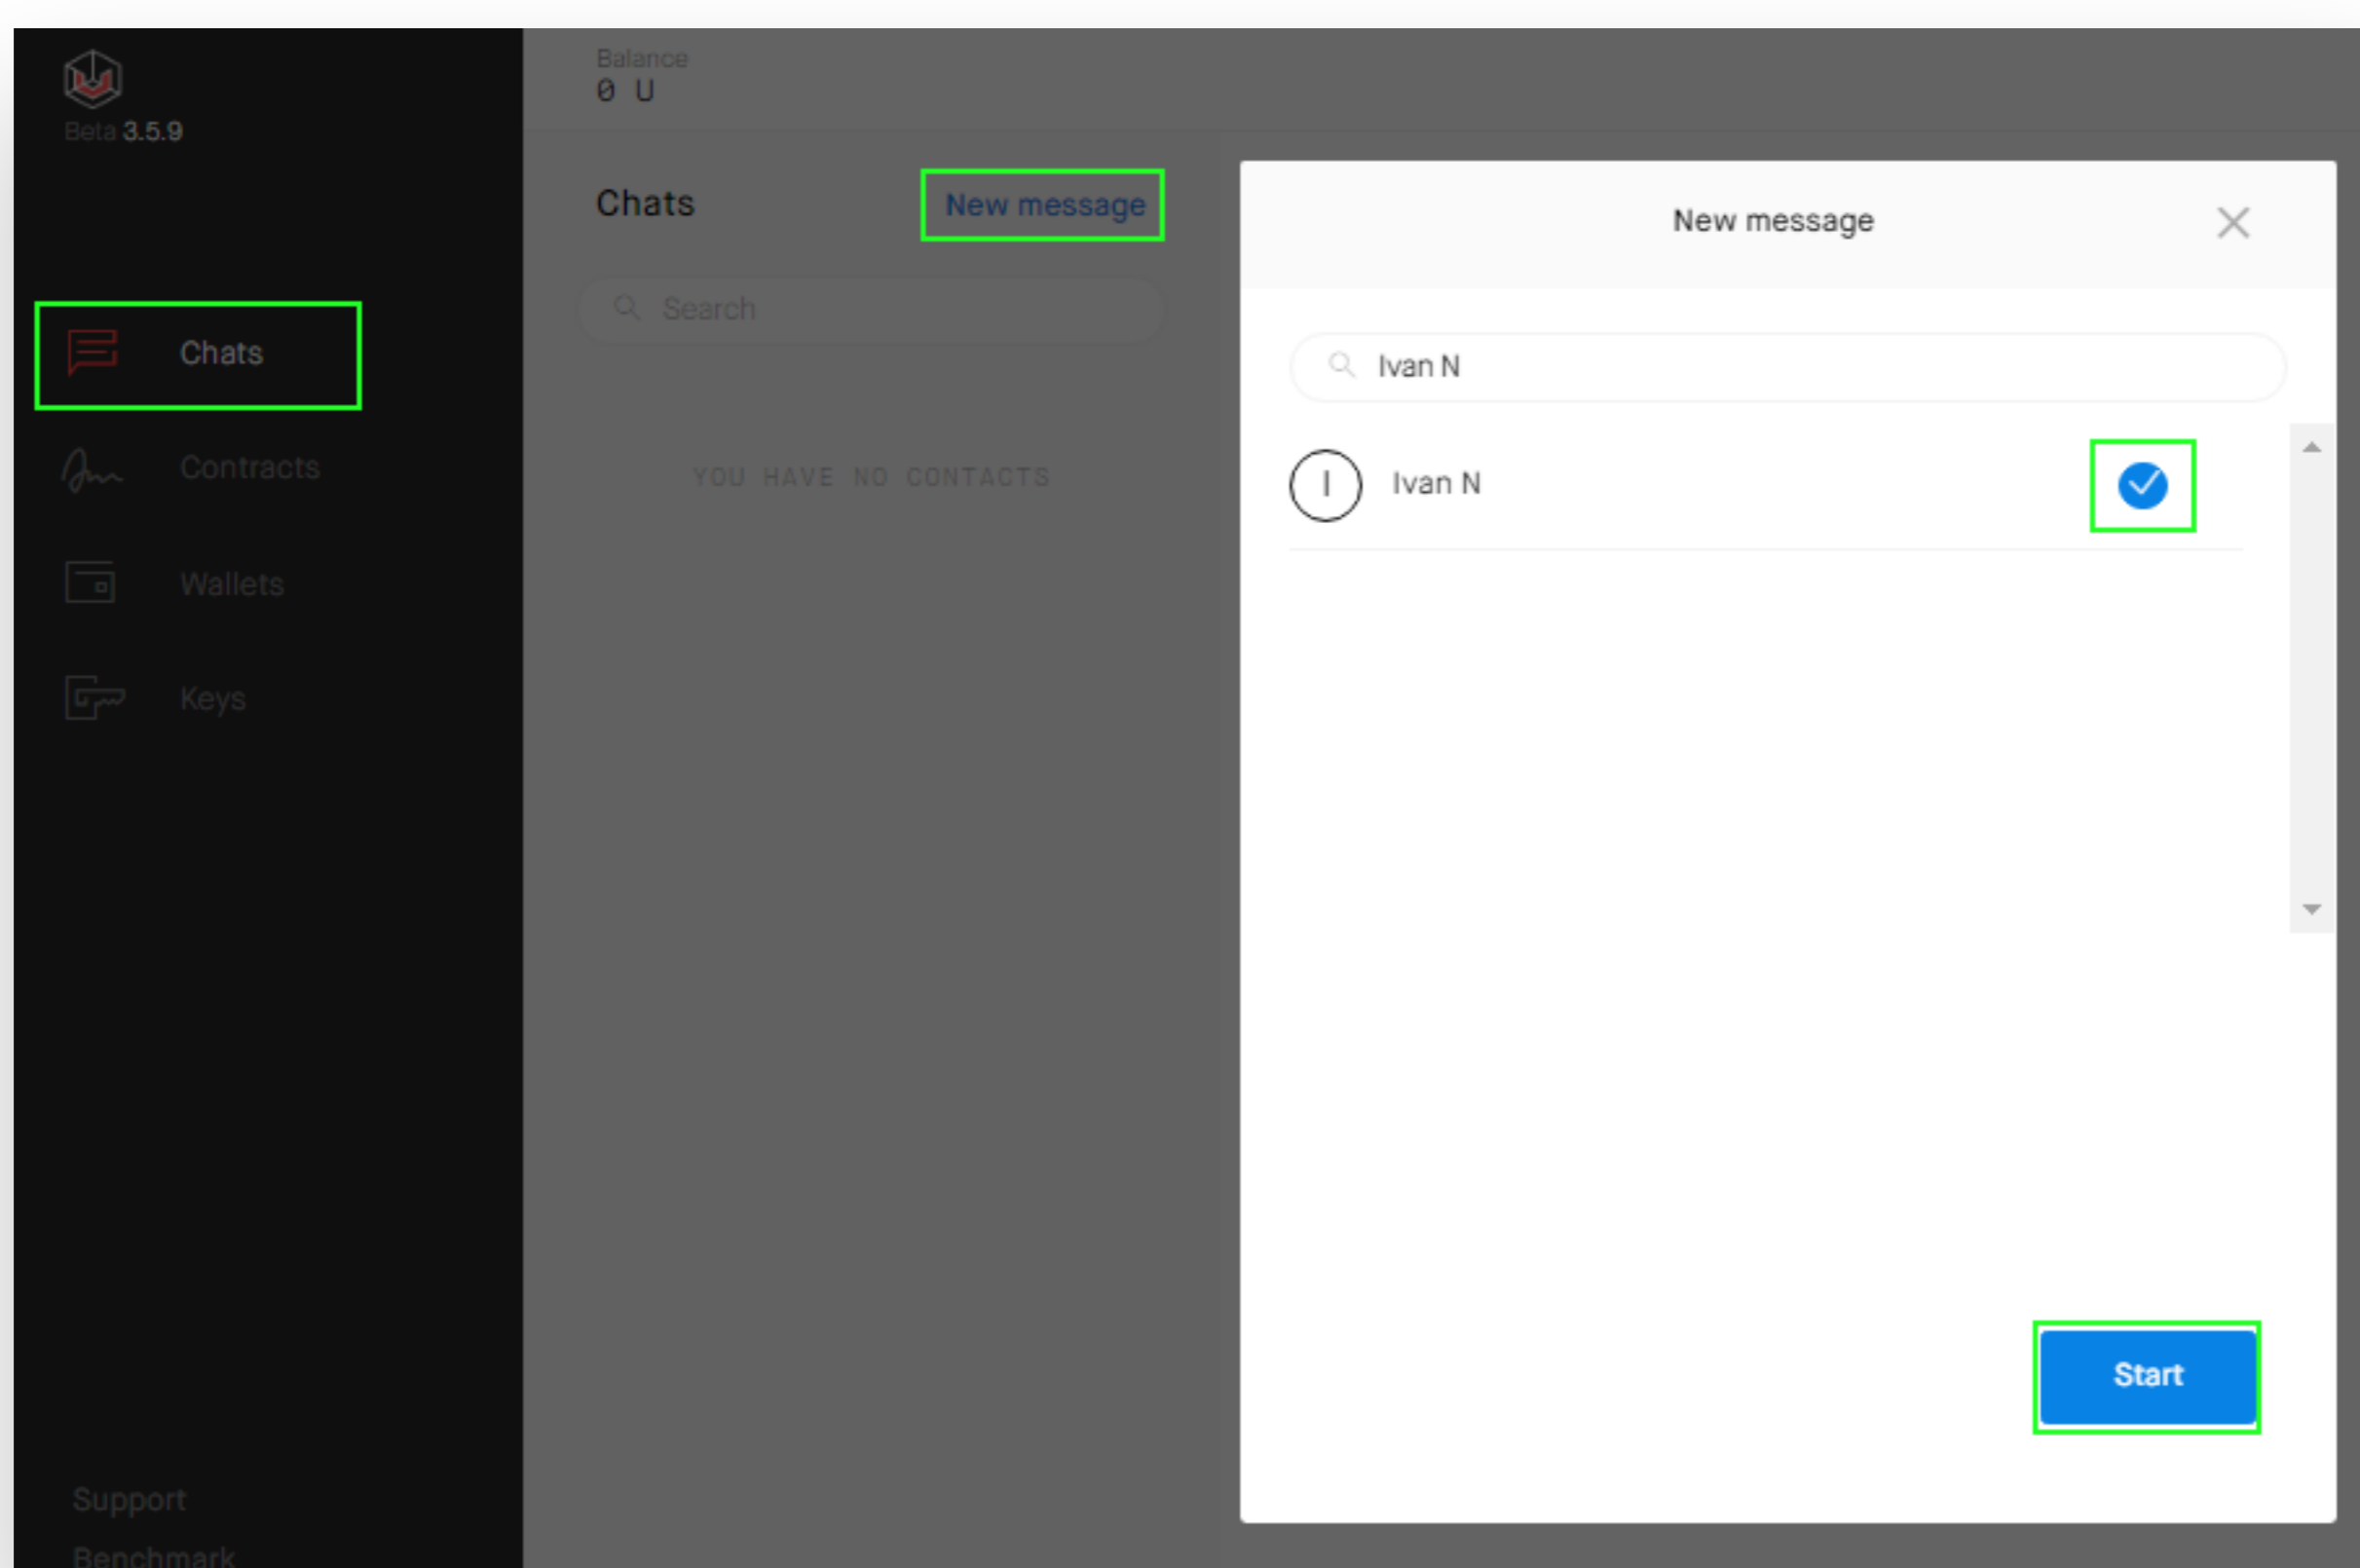 Beta 3.5.9
Chats
Contracts
Wallets
Keys
Support
Benchmark
Balance
0 U
Chats
New message
Search
YOU HAVE NO CONTACTS
New message
Ivan N
I
Ivan N
Start